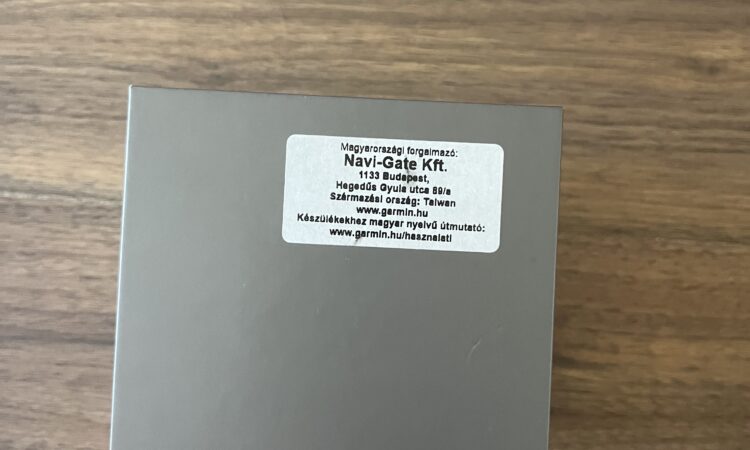 Magyarországi forgalmazó:
Navi-Gate Kft.
1133 Budapest,
Hegedűs Gyula utca 69/a
Származási ország: Taiwan
www.garmin.hu
Készülékekhez magyar nyelvű útmutató:
www.garmin.hu/hasznalati